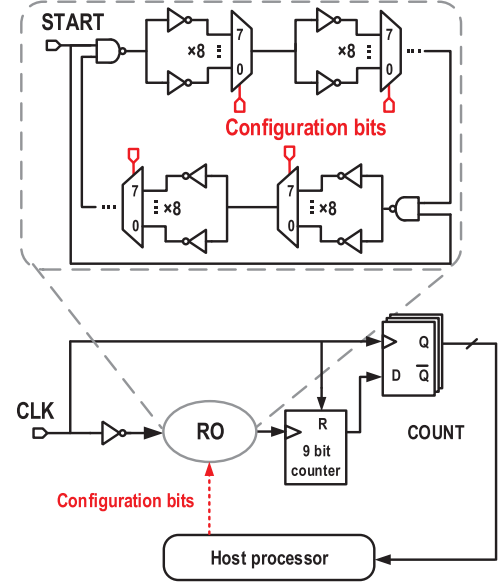 START
7
×8
0
7
×8
0
Configuration bits
7
×8
0
7
×8
0
CLK
RO
R
9 bit
counter
Q
D
Q
COUNT
Configuration bits
Host processor